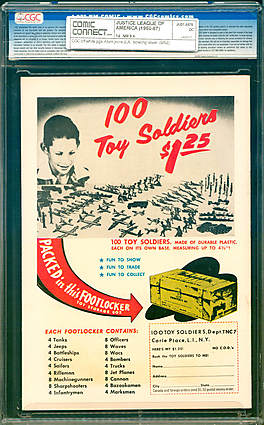 CGC
COMIC
CONNECT
JUSTICE LEAGUE OF
AMERICA (1960-87)
100
Toy Soldiers
$1.25
100 TOY SOLDIERS, MADE OF DURABLE PLASTIC,
EACH ON ITS OWN BASE, MEASURING UP TO 4½"!
★ FUN TO SHOW
★ FUN TO TRADE
★ FUN TO COLLECT
PACKED in this FOOTLOCKER
TOY STORAGE BOX
EACH FOOTLOCKER CONTAINS:
4 Tanks
4 Jeeps
4 Battleships
4 Cruisers
4 Sailors
4 Riflemen
8 Machinegunners
8 Sharpshooters
4 Infantrymen
8 Officers
8 Waves
8 Wacs
4 Bombers
4 Trucks
8 Jet Planes
8 Cannon
4 Bazookamen
4 Marksmen
100 TOY SOLDIERS, Dept TNC7
Carle Place, L.I., N.Y.
HERE'S MY $1.25!
NO C.O.D.'s
Rush the TOY SOLDIERS TO ME!
NAME
ADDRESS
City
State